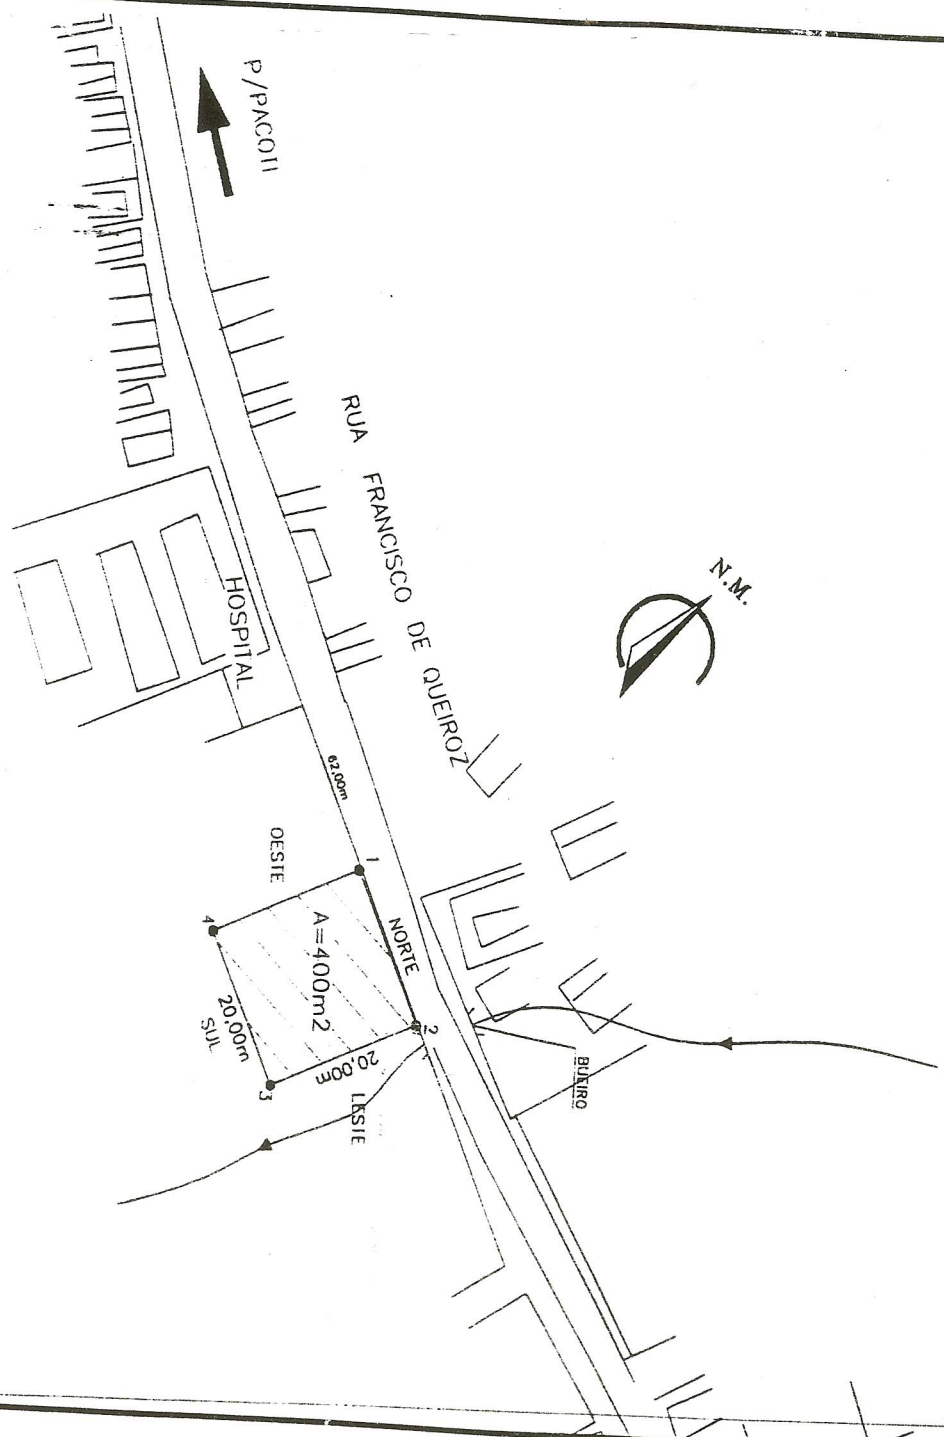 P/PACOTI
RUA FRANCISCO DE QUEIROZ
N.M.
HOSPITAL
62,00m
OESTE
1
NORTE
2
4
A=400m2
20,00m
SUL
20,00m
3
LESTE
BUEIRO